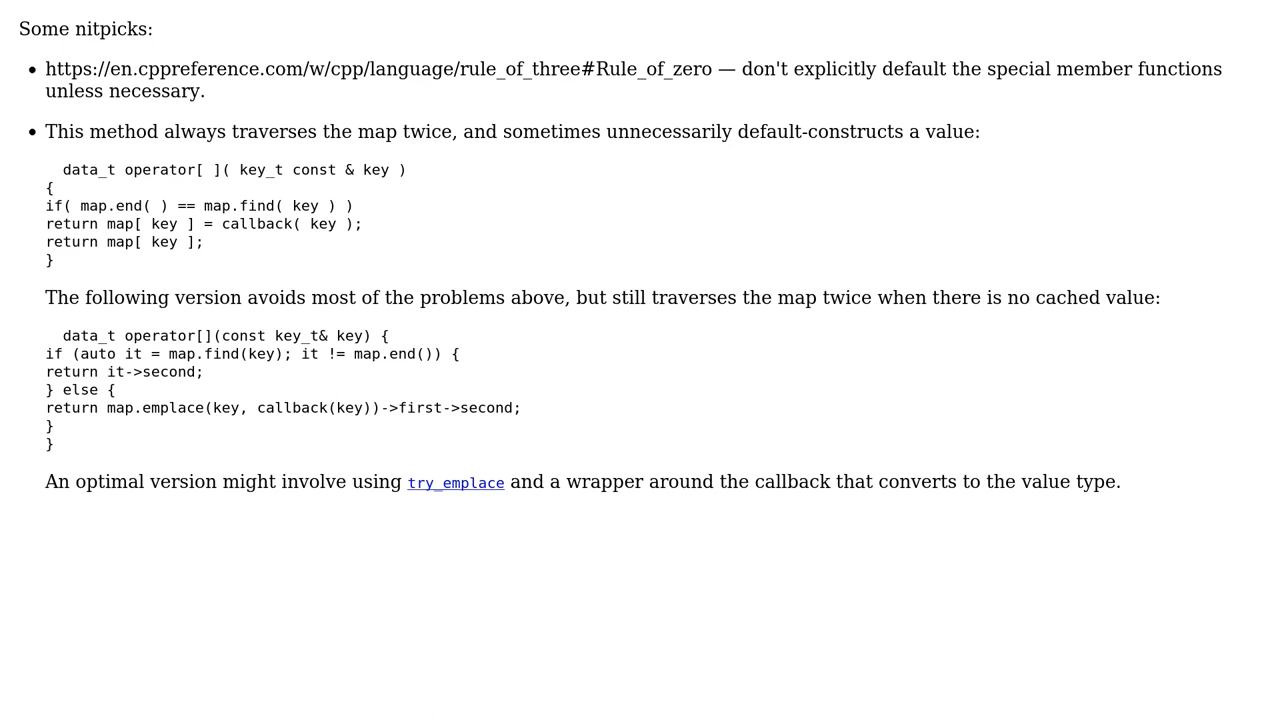 Some nitpicks:
• https://en.cppreference.com/w/cpp/language/rule_of_three#Rule_of_zero — don't explicitly default the special member functions
unless necessary.
• This method always traverses the map twice, and sometimes unnecessarily default-constructs a value:
data_t operator[ ]( key_t const & key )
{
if( map.end( ) == map.find( key ) )
return map[ key ] = callback( key );
return map[ key ];
}
The following version avoids most of the problems above, but still traverses the map twice when there is no cached value:
data_t operator[](const key_t& key) {
if (auto it = map.find(key); it != map.end()) {
return it->second;
} else {
return map.emplace(key, callback(key))->first->second;
}
}
An optimal version might involve using try_emplace and a wrapper around the callback that converts to the value type.